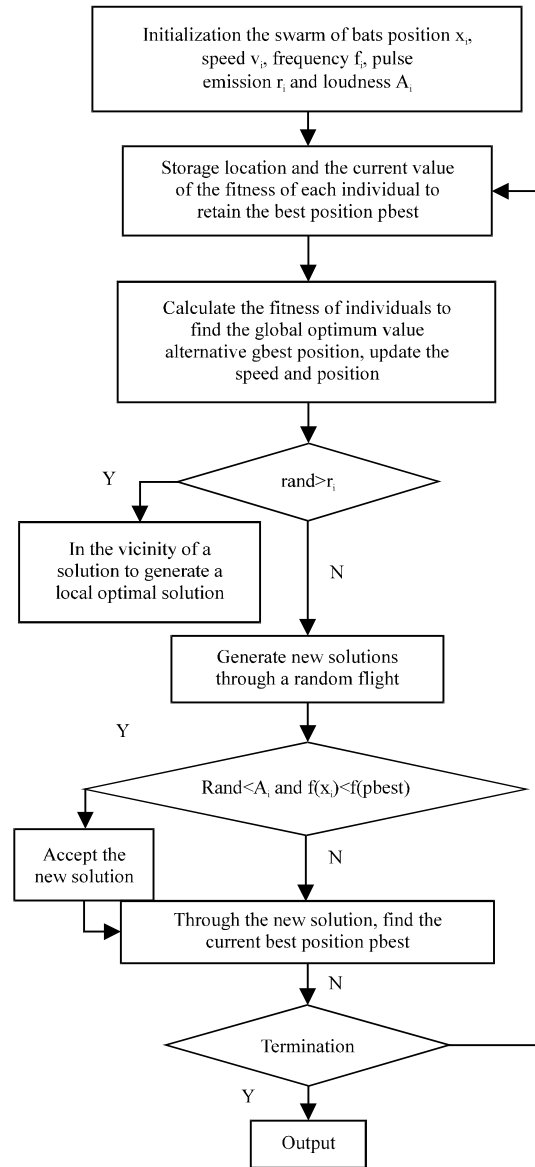 Initialization the swarm of bats position xᵢ,
speed vᵢ, frequency fᵢ, pulse
emission rᵢ and loudness Aᵢ
Storage location and the current value
of the fitness of each individual to
retain the best position pbest
Calculate the fitness of individuals to
find the global optimum value
alternative gbest position, update the
speed and position
Y
rand>rᵢ
In the vicinity of a
solution to generate a
local optimal solution
N
Generate new solutions
through a random flight
Y
Rand<Aᵢ and f(xᵢ)<f(pbest)
Accept the
new solution
N
Through the new solution, find the
current best position pbest
N
Termination
Y
Output